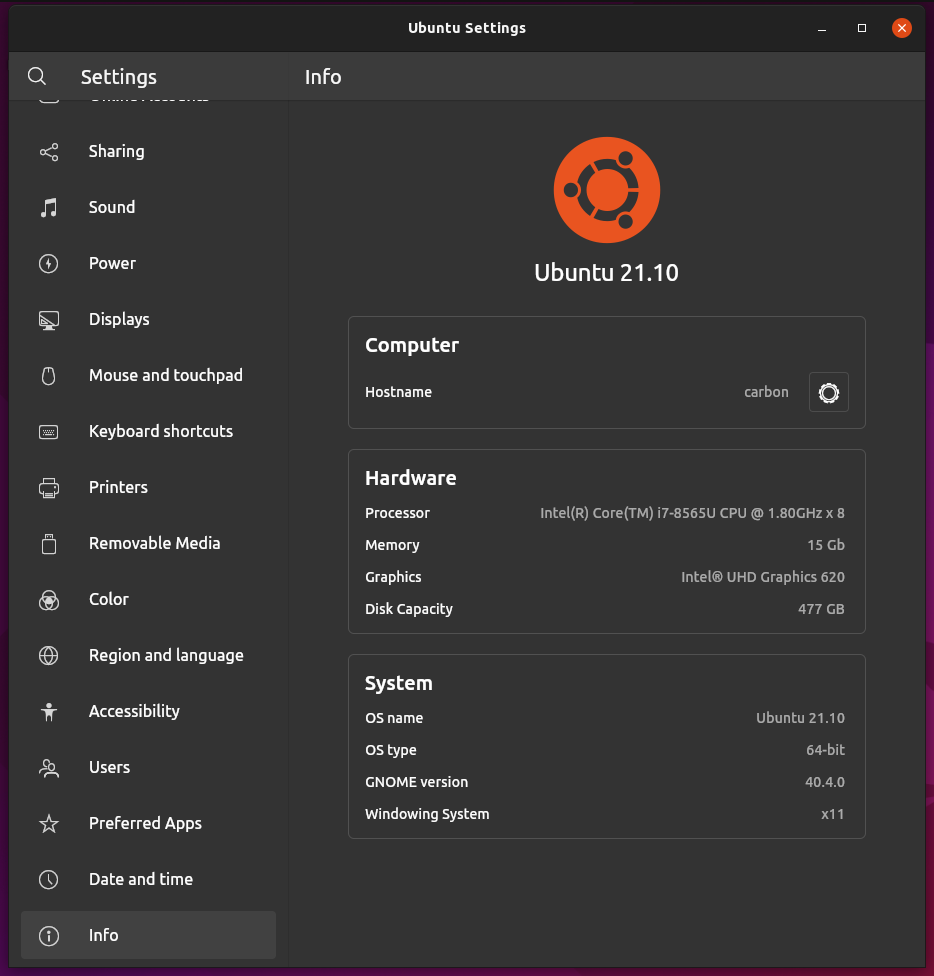 Ubuntu Settings
Settings
Info
Sharing
Sound
Power
Displays
Mouse and touchpad
Keyboard shortcuts
Printers
Removable Media
Color
Region and language
Accessibility
Users
Preferred Apps
Date and time
Info
Ubuntu 21.10
Computer
Hostname carbon
Hardware
Processor Intel(R) Core(TM) i7-8565U CPU @ 1.80GHz x 8
Memory 15 Gb
Graphics Intel® UHD Graphics 620
Disk Capacity 477 GB
System
OS name Ubuntu 21.10
OS type 64-bit
GNOME version 40.4.0
Windowing System x11